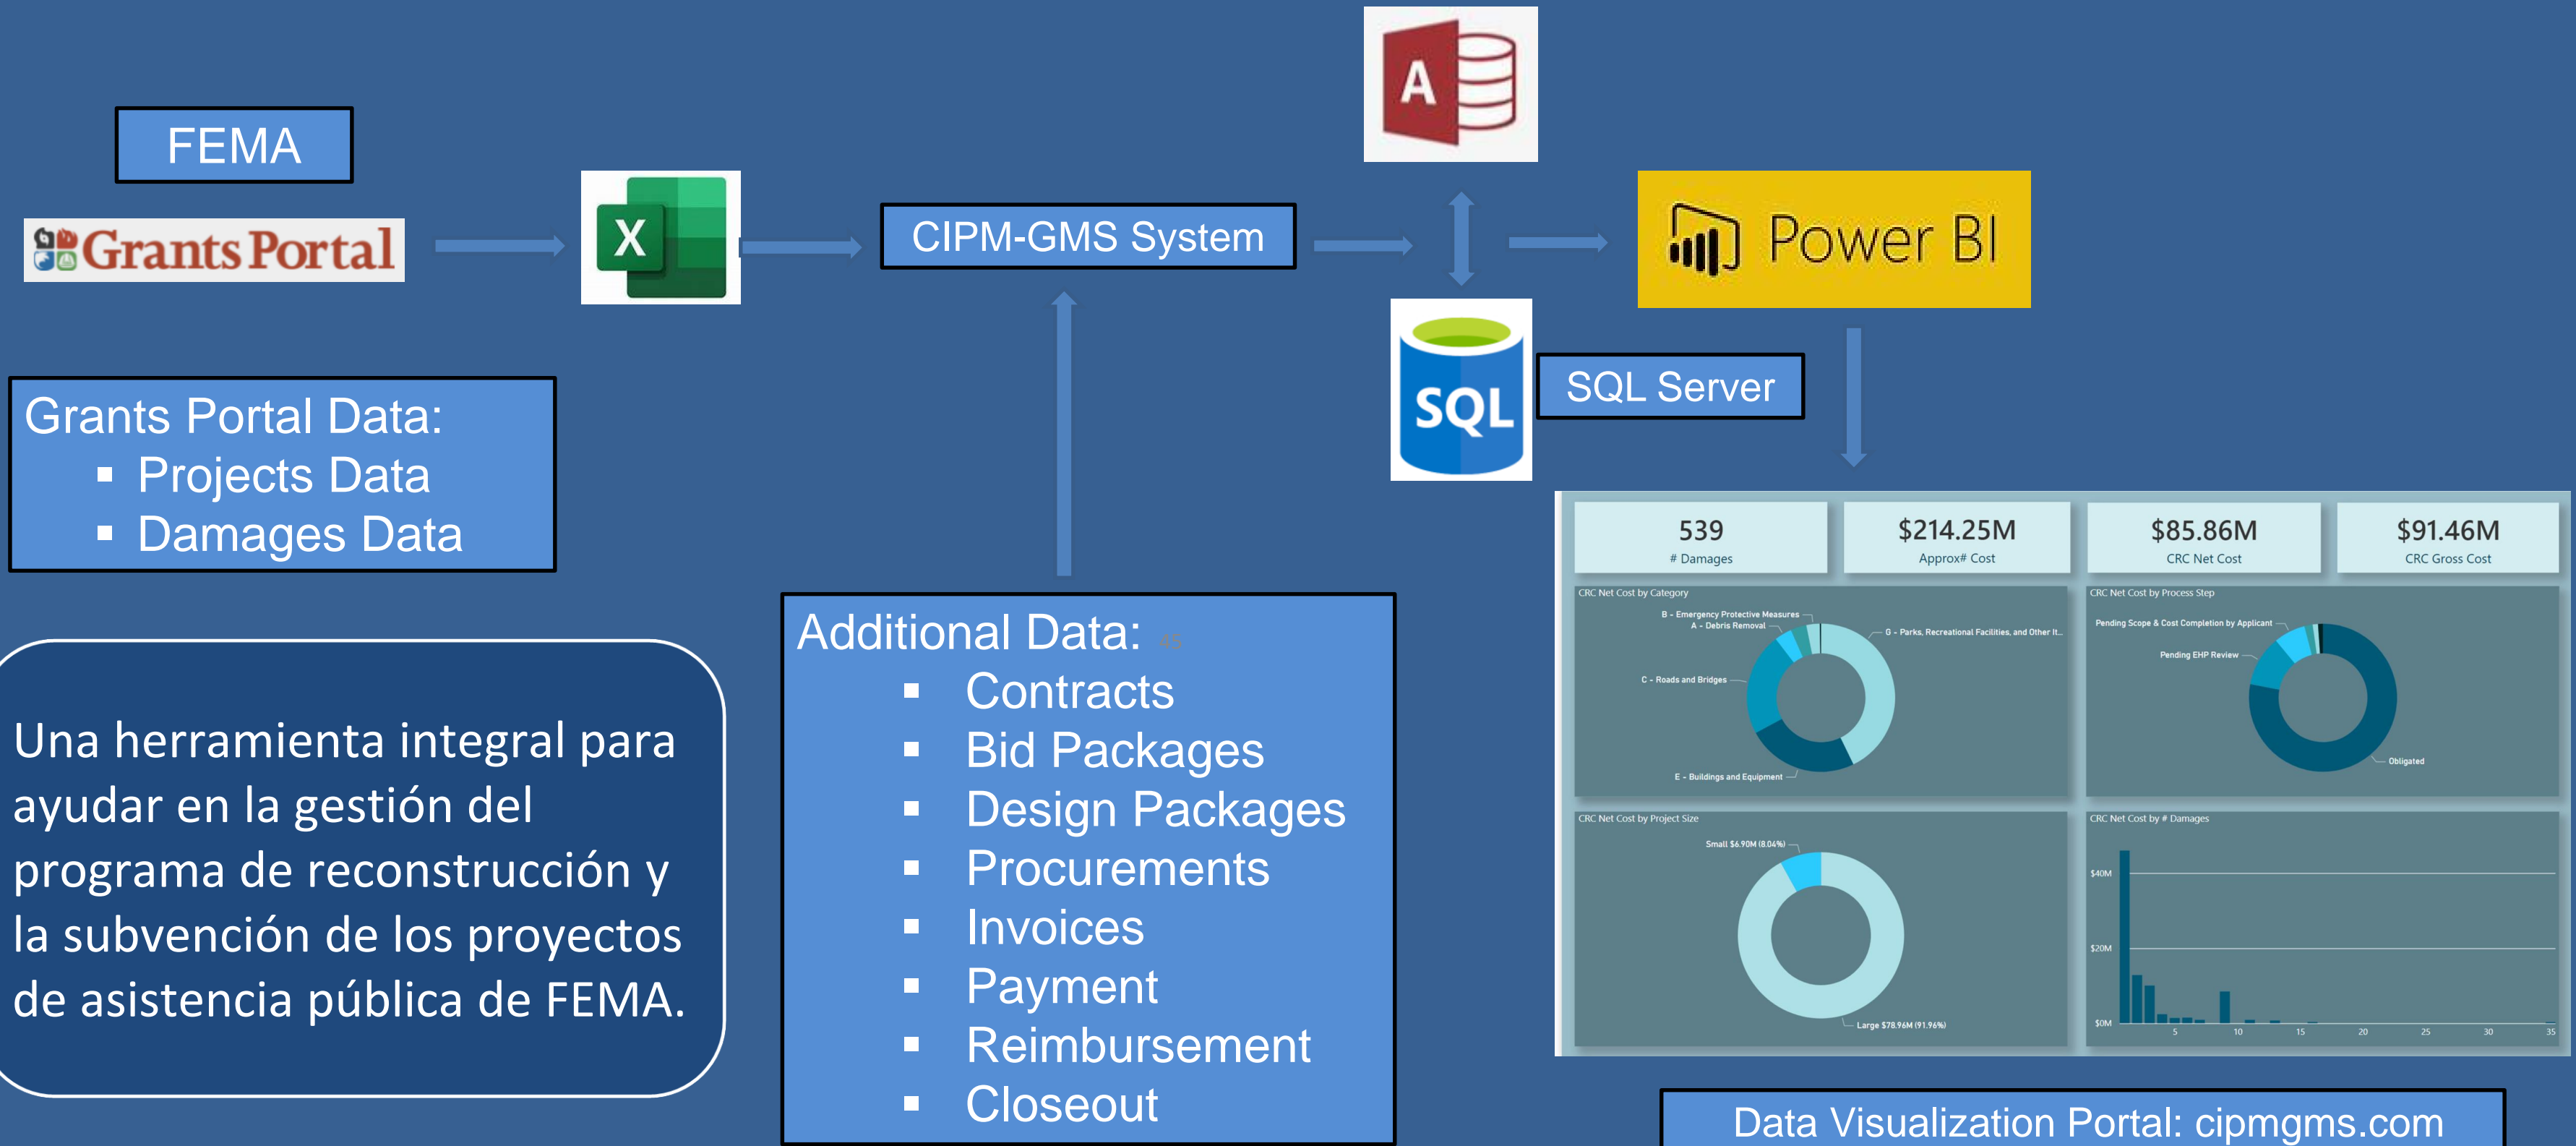 FEMA
Grants Portal
X
CIPM-GMS System
A
Power BI
SQL
SQL Server
Grants Portal Data:
▪ Projects Data
▪ Damages Data
Una herramienta integral para
ayudar en la gestión del
programa de reconstrucción y
la subvención de los proyectos
de asistencia pública de FEMA.
Additional Data: 45
▪ Contracts
▪ Bid Packages
▪ Design Packages
▪ Procurements
▪ Invoices
▪ Payment
▪ Reimbursement
▪ Closeout
539
# Damages
$214.25M
Approx# Cost
$85.86M
CRC Net Cost
$91.46M
CRC Gross Cost
CRC Net Cost by Category
B - Emergency Protective Measures
A - Debris Removal
G - Parks, Recreational Facilities, and Other It...
C - Roads and Bridges
E - Buildings and Equipment
CRC Net Cost by Process Step
Pending Scope & Cost Completion by Applicant
Pending EHP Review
Obligated
CRC Net Cost by Project Size
Small $6.90M (8.04%)
Large $78.96M (91.96%)
CRC Net Cost by # Damages
$40M
$20M
$0M
5 10 15 20 25 30 35
Data Visualization Portal: cipmgms.com